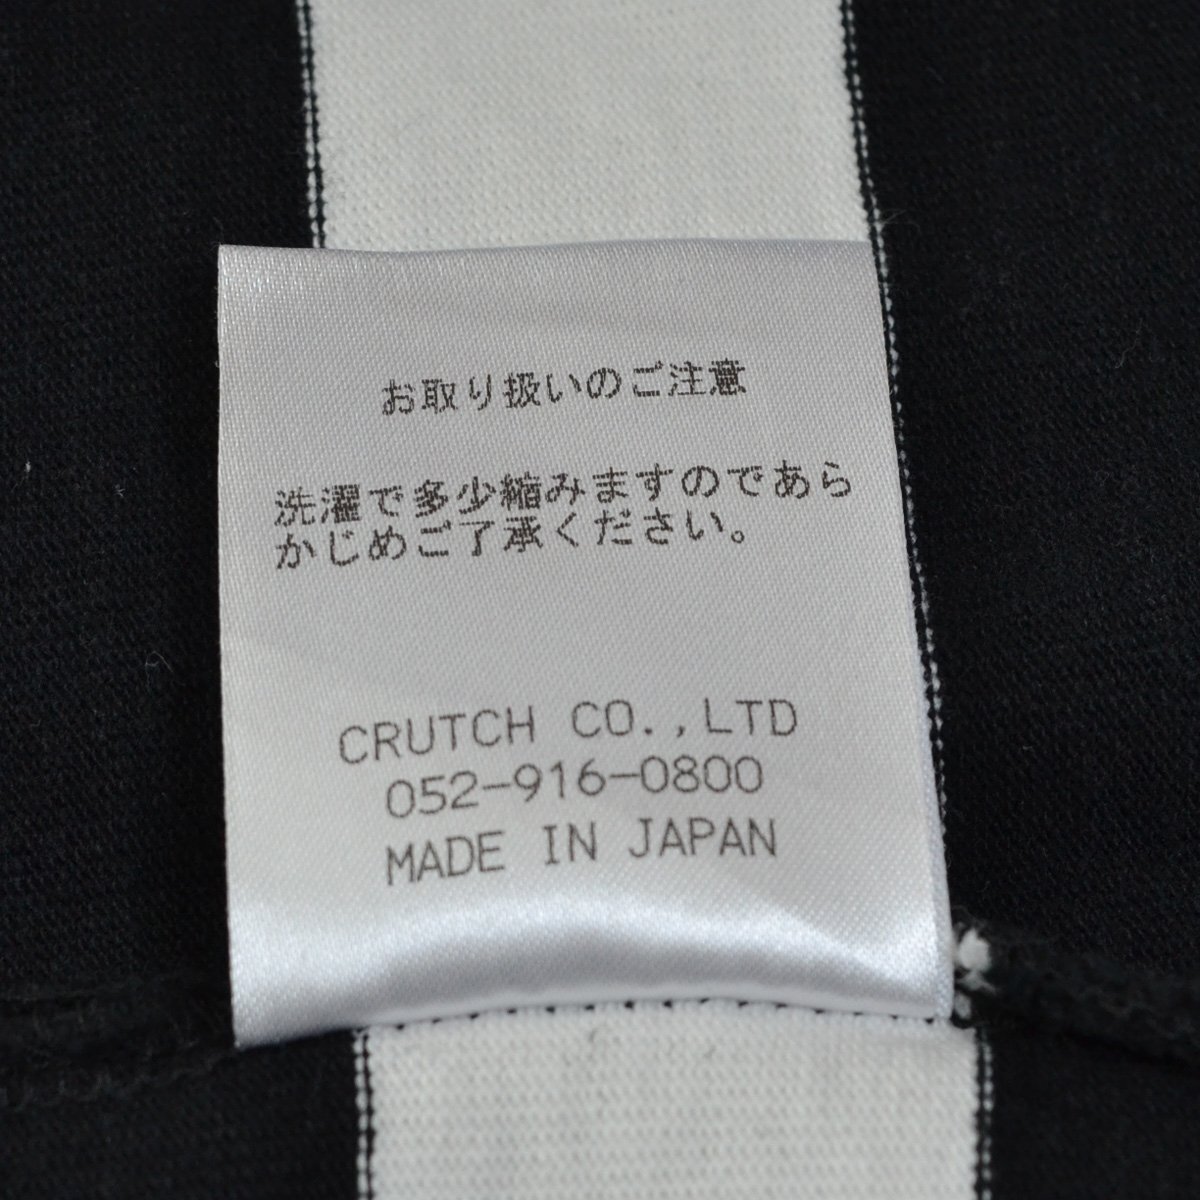 お取り扱いのご注意
洗濯で多少縮みますのであら
かじめご了承ください。
CRUTCH CO.,LTD
052-916-0800
MADE IN JAPAN